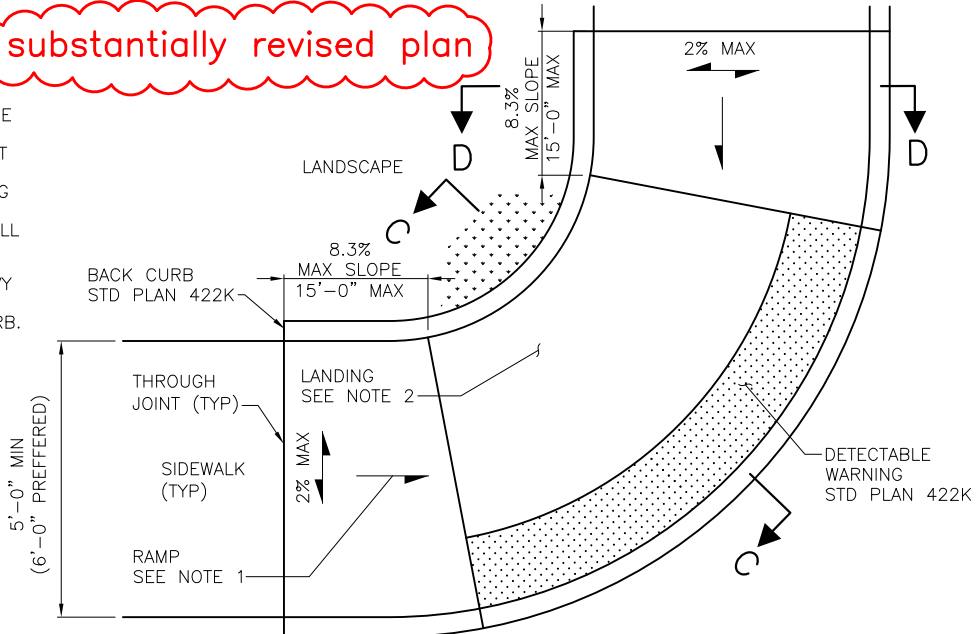 substantially revised plan
E
T
G
LL
Y
RB.
2% MAX
8.3%
MAX SLOPE
15'-0" MAX
D
D
LANDSCAPE
C
8.3%
MAX SLOPE
15'-0" MAX
BACK CURB
STD PLAN 422K
THROUGH
JOINT (TYP)
LANDING
SEE NOTE 2
5'-0" MIN
(6'-0" PREFFERED)
SIDEWALK
(TYP)
2% MAX
DETECTABLE
WARNING
STD PLAN 422K
RAMP
SEE NOTE 1
C